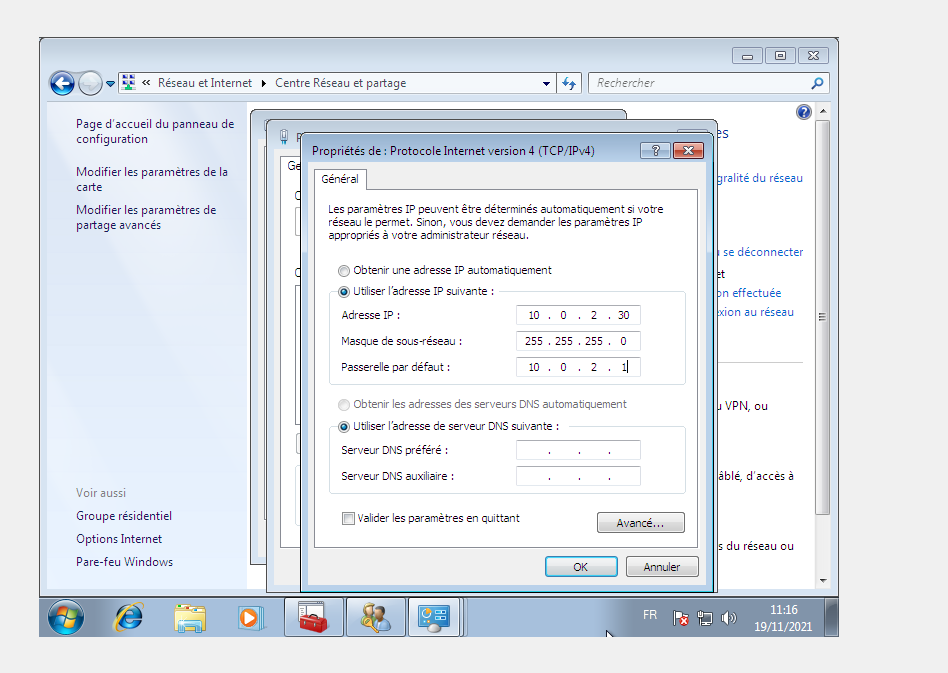 « Réseau et Internet ▸ Centre Réseau et partage
Rechercher
Page d'accueil du panneau de
configuration
Modifier les paramètres de la
carte
Modifier les paramètres de
partage avancés
Voir aussi
Groupe résidentiel
Options Internet
Pare-feu Windows
Ge
Propriétés de : Protocole Internet version 4 (TCP/IPv4)
Général
Les paramètres IP peuvent être déterminés automatiquement si votre
réseau le permet. Sinon, vous devez demander les paramètres IP
appropriés à votre administrateur réseau.
Obtenir une adresse IP automatiquement
Utiliser l'adresse IP suivante :
Adresse IP : 10 . 0 . 2 . 30
Masque de sous-réseau : 255 . 255 . 255 . 0
Passerelle par défaut : 10 . 0 . 2 . 1
Obtenir les adresses des serveurs DNS automatiquement
Utiliser l'adresse de serveur DNS suivante :
Serveur DNS préféré : . . .
Serveur DNS auxiliaire : . . .
Valider les paramètres en quittant
Avancé...
OK Annuler
es
gralité du réseau
se déconnecter
et
on effectuée
xion au réseau
u VPN, ou
âblé, d'accès à
s du réseau ou
FR
11:16
19/11/2021